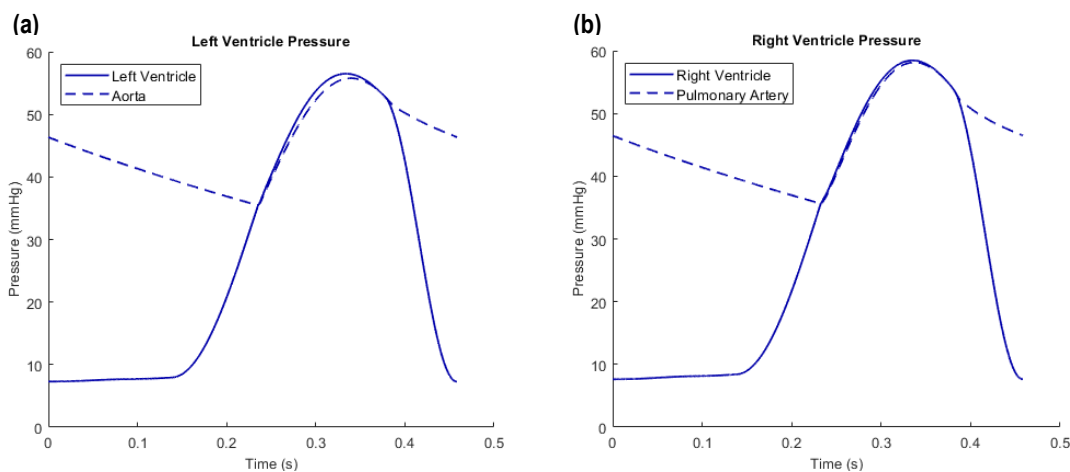 (a)
Left Ventricle Pressure
Left Ventricle
Aorta
60
50
40
30
20
10
0
Pressure (mmHg)
0 0.1 0.2 0.3 0.4 0.5
Time (s)
(b)
Right Ventricle Pressure
Right Ventricle
Pulmonary Artery
60
50
40
30
20
10
0
Pressure (mmHg)
0 0.1 0.2 0.3 0.4 0.5
Time (s)